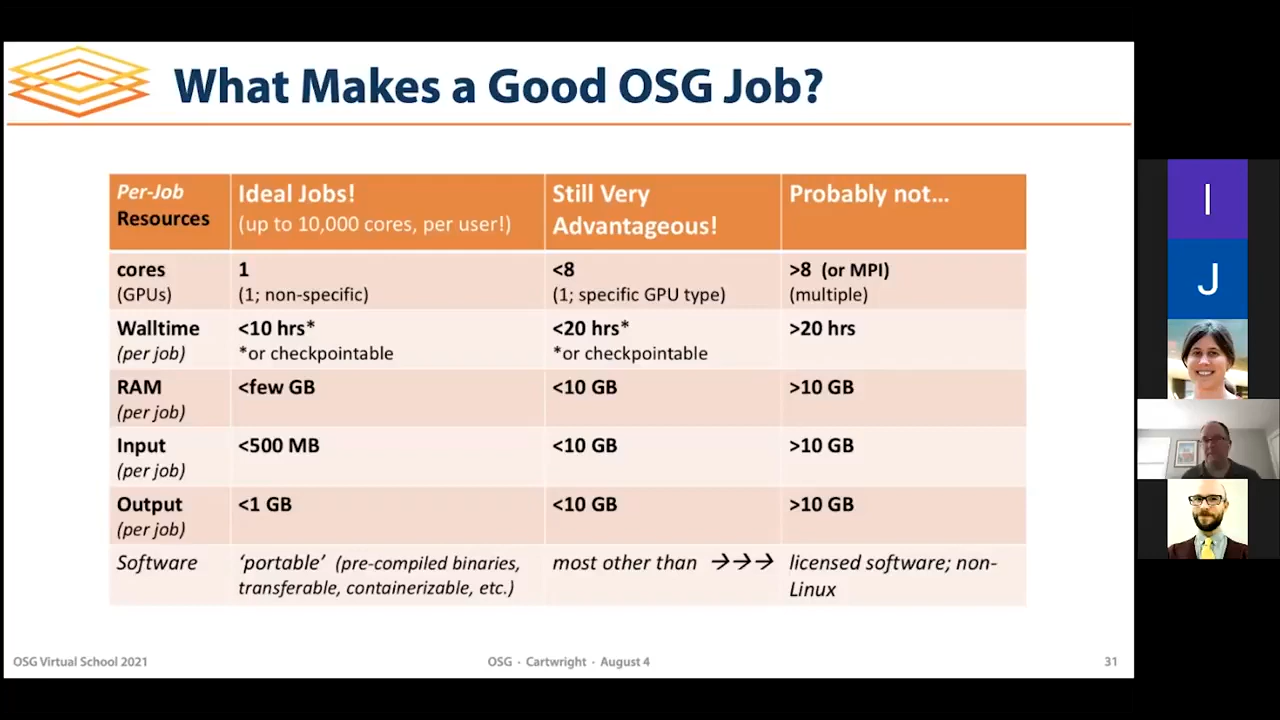 What Makes a Good OSG Job?
Per-Job
Resources
Ideal Jobs!
(up to 10,000 cores, per user!)
Still Very
Advantageous!
Probably not…
cores
(GPUs)
1
(1; non-specific)
<8
(1; specific GPU type)
>8 (or MPI)
(multiple)
Walltime
(per job)
<10 hrs*
*or checkpointable
<20 hrs*
*or checkpointable
>20 hrs
RAM
(per job)
<few GB
<10 GB
>10 GB
Input
(per job)
<500 MB
<10 GB
>10 GB
Output
(per job)
<1 GB
<10 GB
>10 GB
Software
‘portable’ (pre-compiled binaries,
transferable, containerizable, etc.)
most other than →→→
licensed software; non-
Linux
OSG Virtual School 2021
OSG · Cartwright · August 4
31
I
J